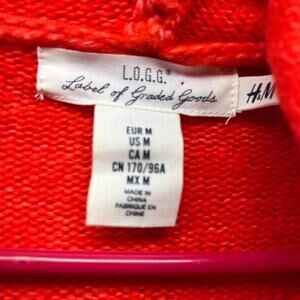 L.O.G.G.®
Label of Graded Goods
H&M
EUR M
US M
CA M
CN 170/96A
MX M
MADE IN
CHINA
FABRIQUÉ EN
CHINE